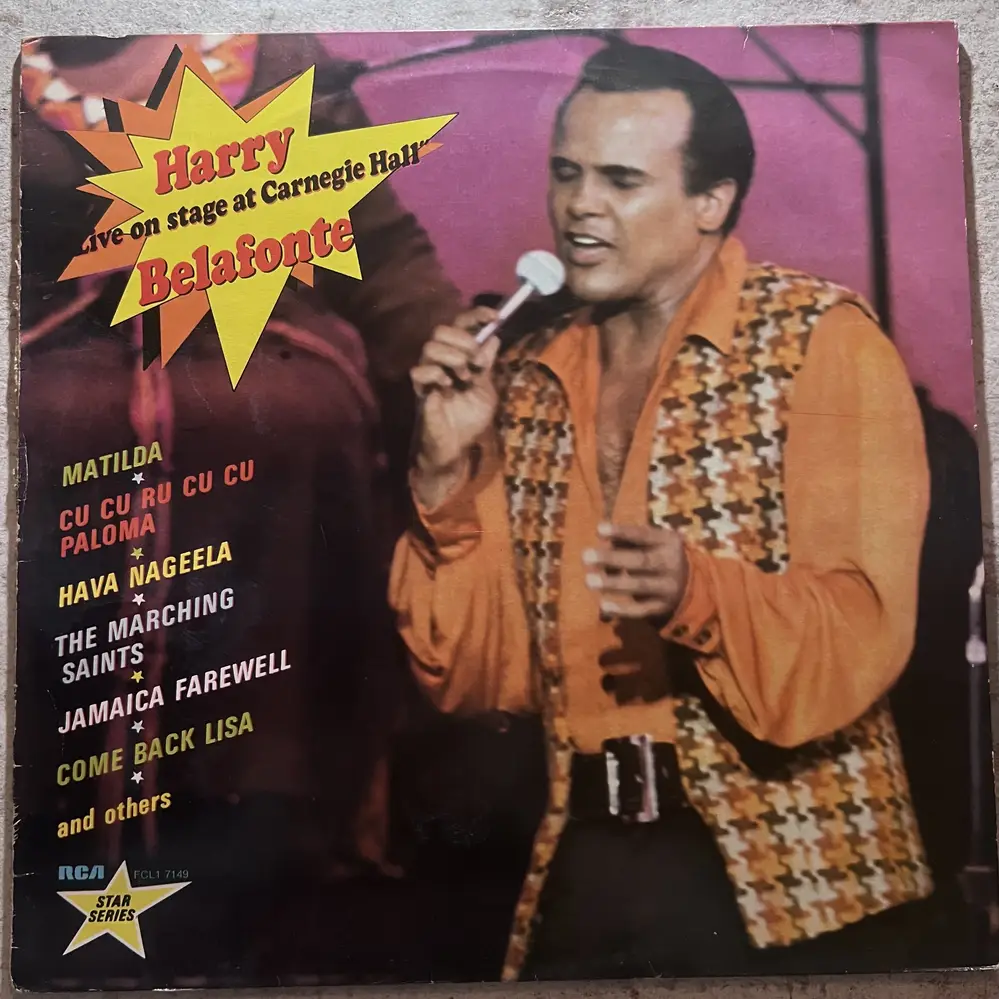 Harry
"Live on stage at Carnegie Hall"
Belafonte
MATILDA
CU CU RU CU CU
PALOMA
HAVA NAGEELA
THE MARCHING
SAINTS
JAMAICA FAREWELL
COME BACK LISA
and others
RCA FCL1 7149
STAR
SERIES